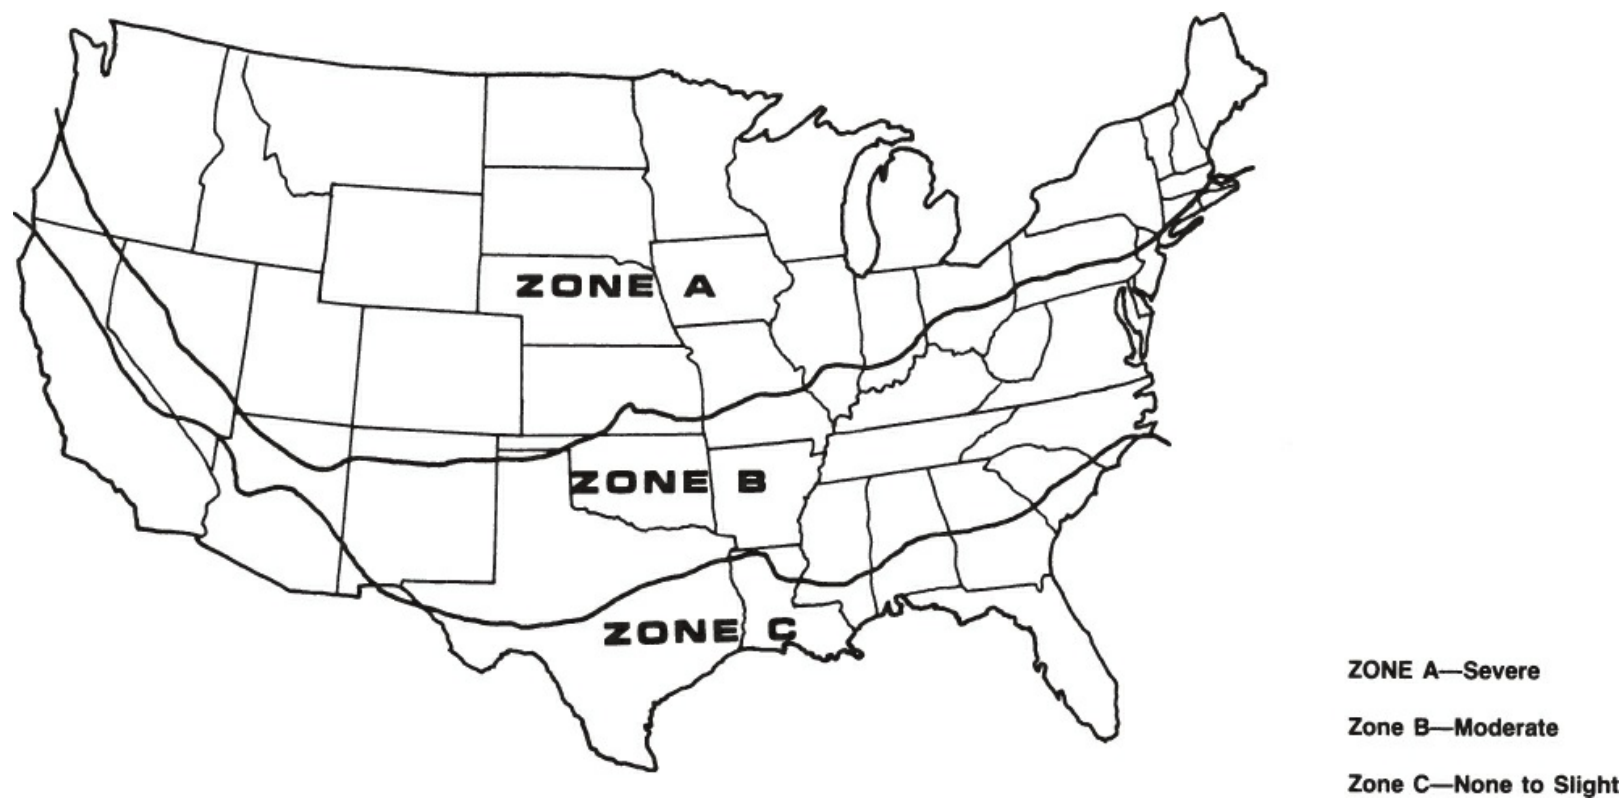 ZONE A
ZONE B
ZONE C
ZONE A—Severe
Zone B—Moderate
Zone C—None to Slight